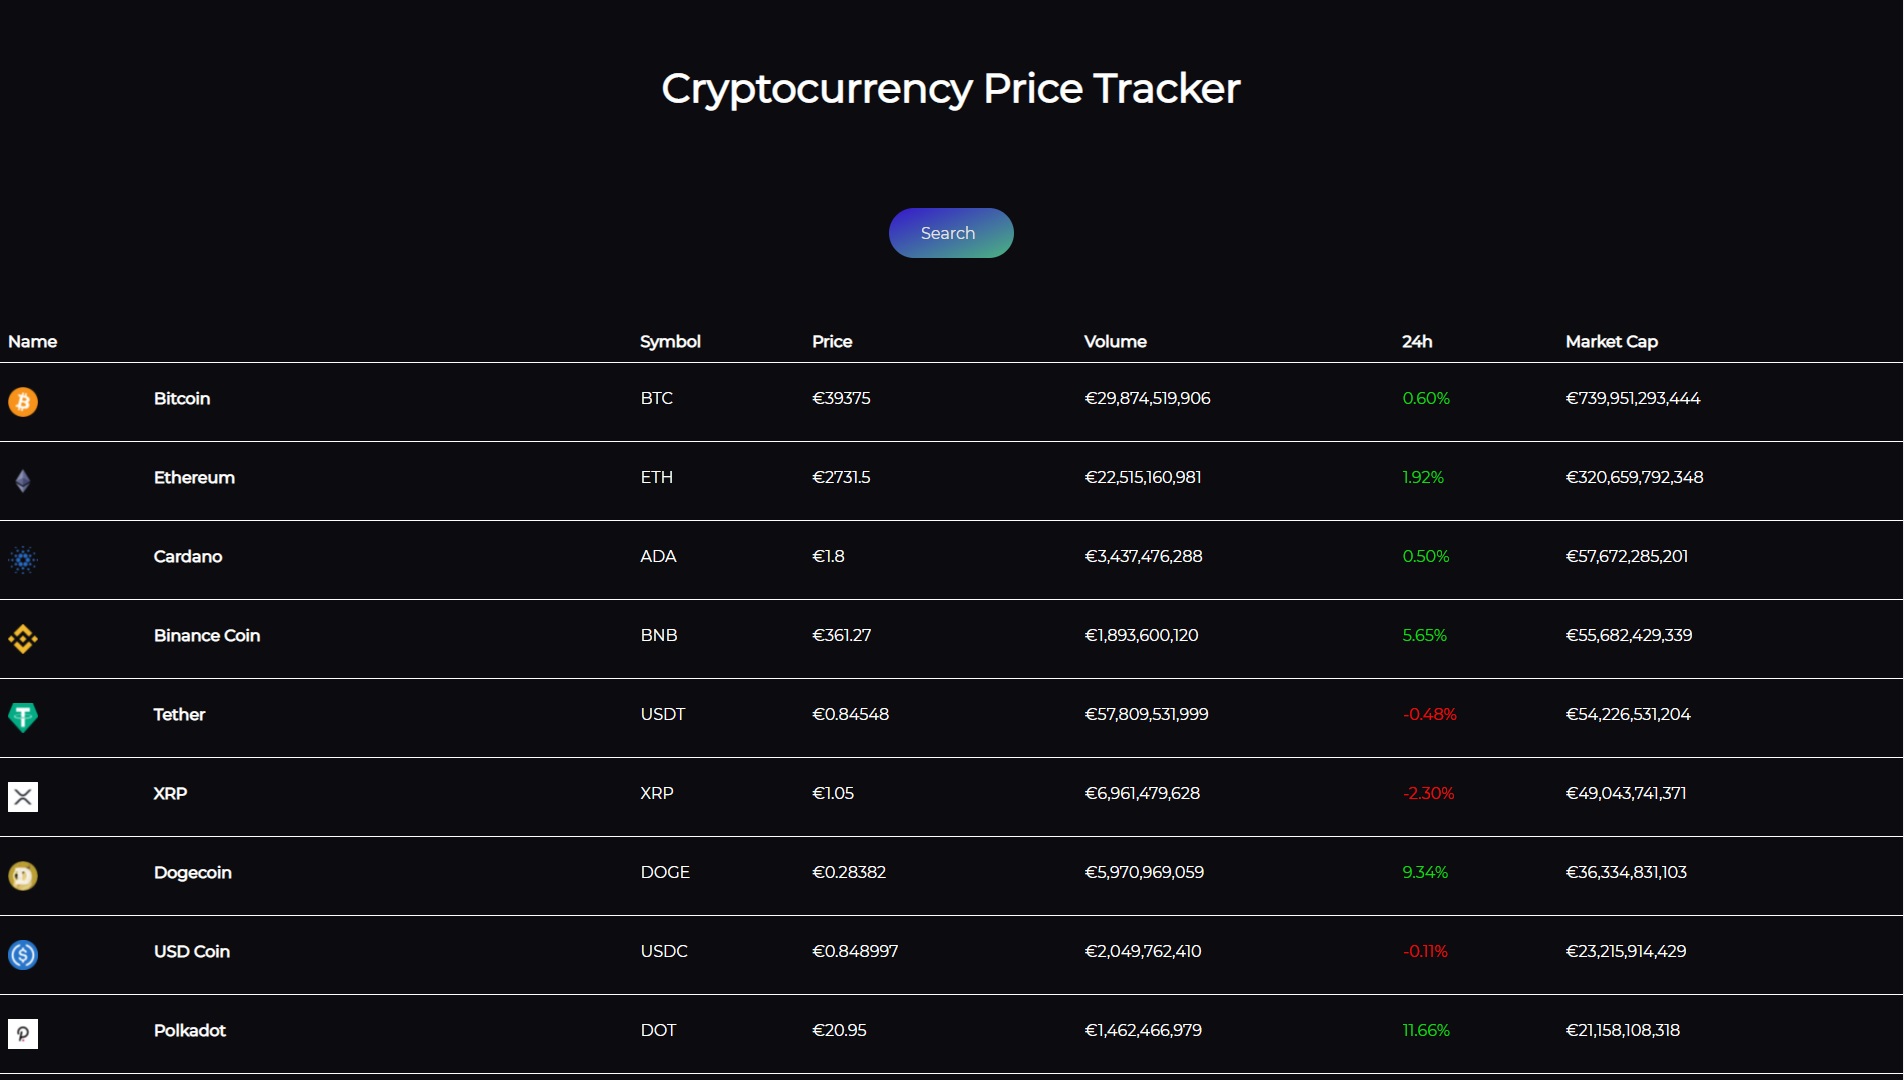 Cryptocurrency Price Tracker
Search
Name Symbol Price Volume 24h Market Cap
Bitcoin BTC €39375 €29,874,519,906 0.60% €739,951,293,444
Ethereum ETH €2731.5 €22,515,160,981 1.92% €320,659,792,348
Cardano ADA €1.8 €3,437,476,288 0.50% €57,672,285,201
Binance Coin BNB €361.27 €1,893,600,120 5.65% €55,682,429,339
Tether USDT €0.84548 €57,809,531,999 -0.48% €54,226,531,204
XRP XRP €1.05 €6,961,479,628 -2.30% €49,043,741,371
Dogecoin DOGE €0.28382 €5,970,969,059 9.34% €36,334,831,103
USD Coin USDC €0.848997 €2,049,762,410 -0.11% €23,215,914,429
Polkadot DOT €20.95 €1,462,466,979 11.66% €21,158,108,318